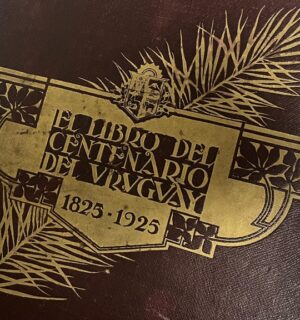 EL LIBRO DEL
CENTENARIO
DEL VRVGVAY
1825-1925